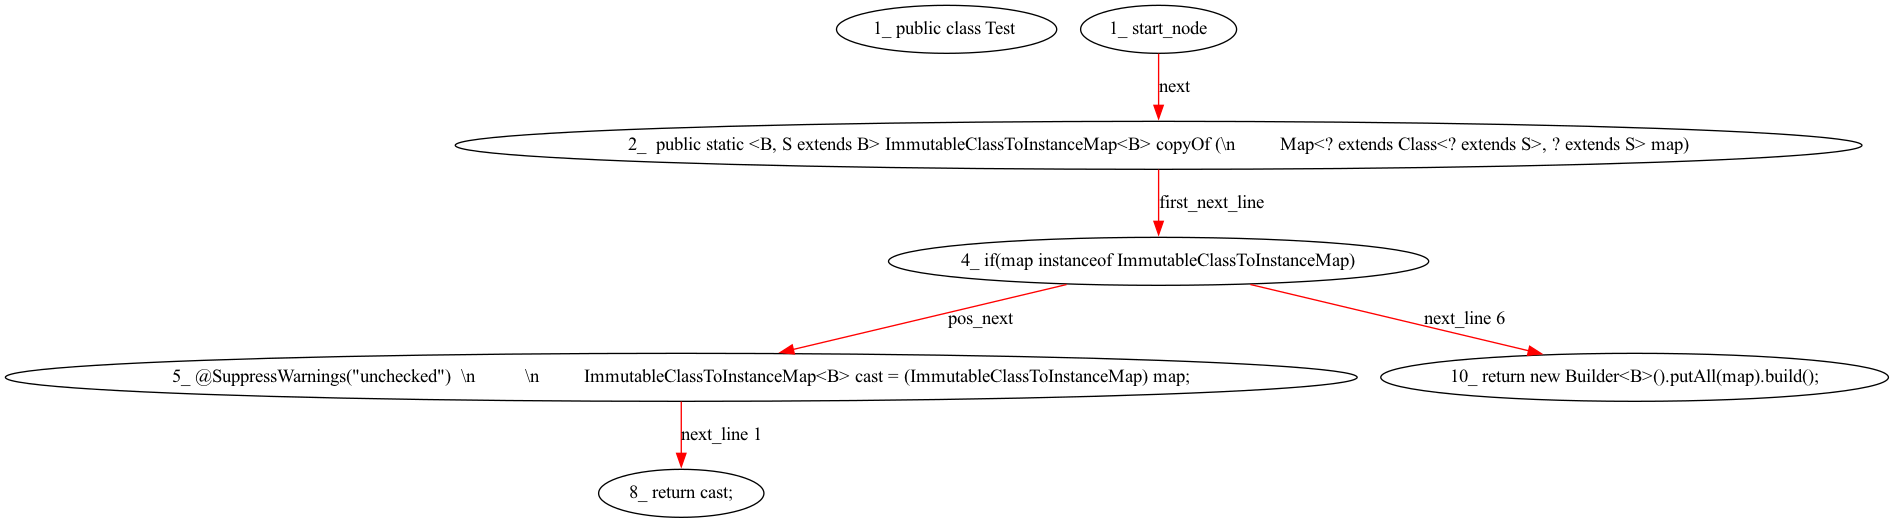 1_ public class Test
1_ start_node
next
2_  public static <B, S extends B> ImmutableClassToInstanceMap<B> copyOf (\n          Map<? extends Class<? extends S>, ? extends S> map)
first_next_line
4_ if(map instanceof ImmutableClassToInstanceMap)
pos_next
next_line 6
5_ @SuppressWarnings("unchecked")  \n           \n          ImmutableClassToInstanceMap<B> cast = (ImmutableClassToInstanceMap) map;
10_ return new Builder<B>().putAll(map).build();
next_line 1
8_ return cast;